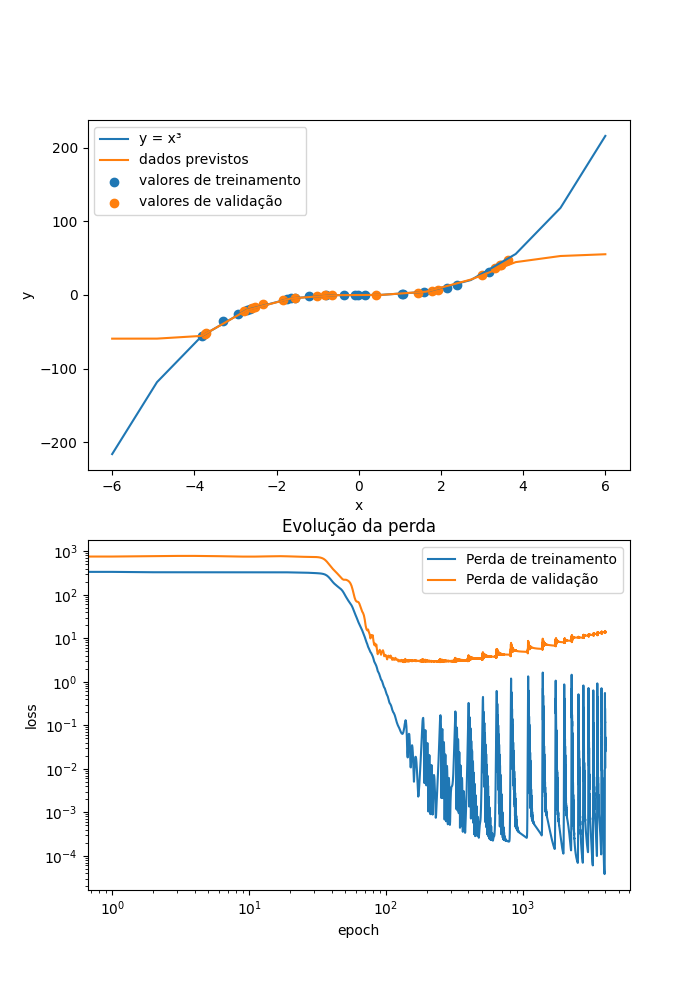 y = x³
dados previstos
valores de treinamento
valores de validação
200
100
0
−100
−200
y
−6
−4
−2
0
2
4
6
x
Evolução da perda
Perda de treinamento
Perda de validação
10³
10²
10¹
10⁰
10⁻¹
10⁻²
10⁻³
10⁻⁴
loss
10⁰
10¹
10²
10³
epoch